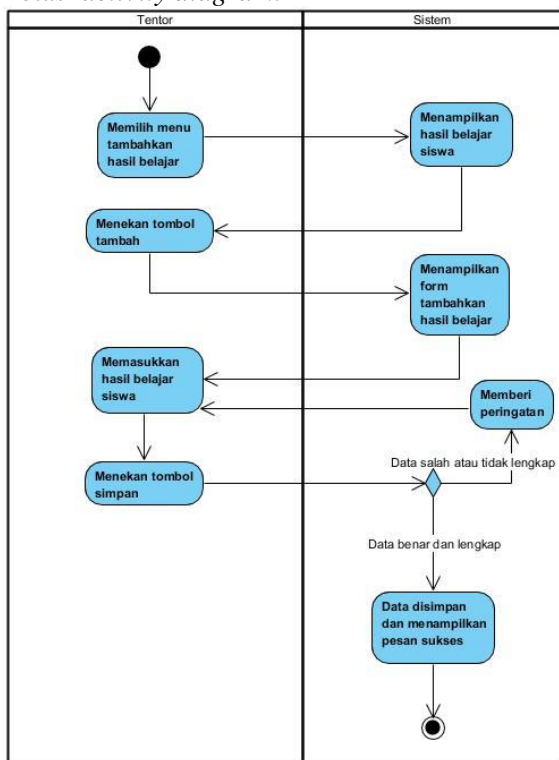 Tentor
Sistem
Memilih menu
tambahkan
hasil belajar
Menampilkan
hasil belajar
siswa
Menekan tombol
tambah
Menampilkan
form
tambahkan
hasil belajar
Memasukkan
hasil belajar
siswa
Memberi
peringatan
Menekan tombol
simpan
Data salah atau tidak lengkap
Data benar dan lengkap
Data disimpan
dan menampilkan
pesan sukses